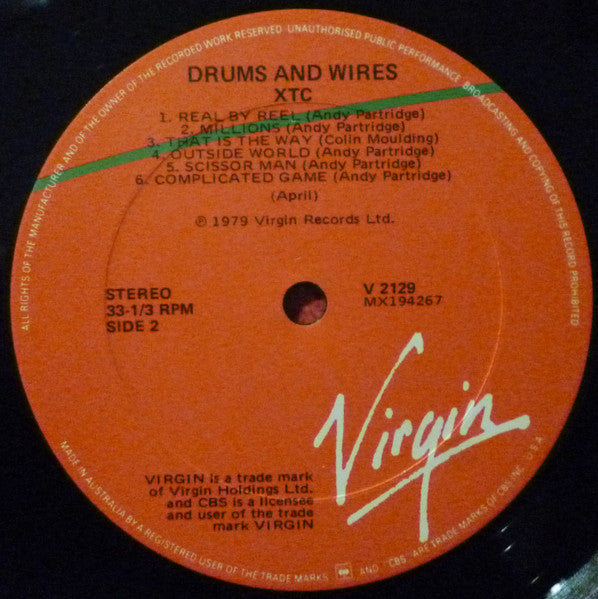 ALL RIGHTS OF THE MANUFACTURER AND OF THE OWNER OF THE RECORDED WORK RESERVED UNAUTHORISED PUBLIC PERFORMANCE BROADCASTING AND COPYING OF THIS RECORD PROHIBITED
DRUMS AND WIRES
XTC
1. REAL BY REEL (Andy Partridge)
2. MILLIONS (Andy Partridge)
3. THAT IS THE WAY (Colin Moulding)
4. OUTSIDE WORLD (Andy Partridge)
5. SCISSOR MAN (Andy Partridge)
6. COMPLICATED GAME (Andy Partridge)
(April)
℗ 1979 Virgin Records Ltd.
STEREO
33-1/3 RPM
SIDE 2
V 2129
MX194267
Virgin
VIRGIN is a trade mark
of Virgin Holdings Ltd.
and CBS is a licensee
and user of the trade
mark VIRGIN
MADE IN AUSTRALIA BY A REGISTERED USER OF THE TRADE MARKS AND "CBS" ARE TRADE MARKS OF CBS INC. U.S.A